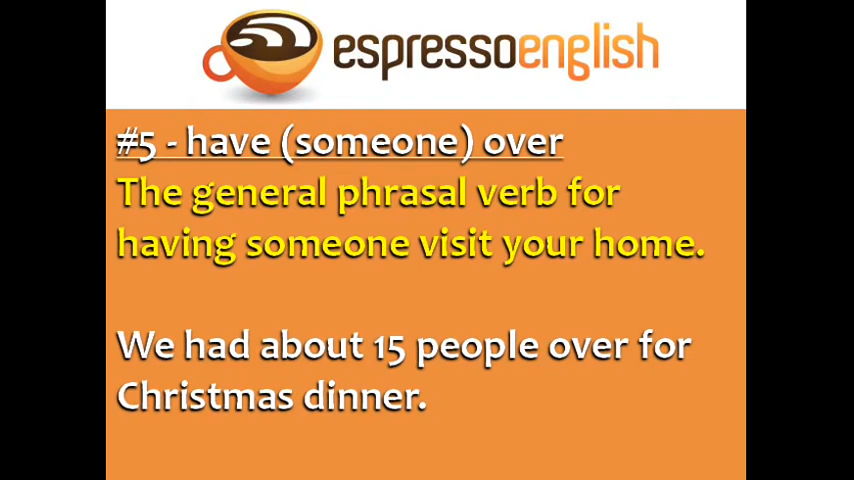 espressoenglish
#5 - have (someone) over
The general phrasal verb for
having someone visit your home.
We had about 15 people over for
Christmas dinner.